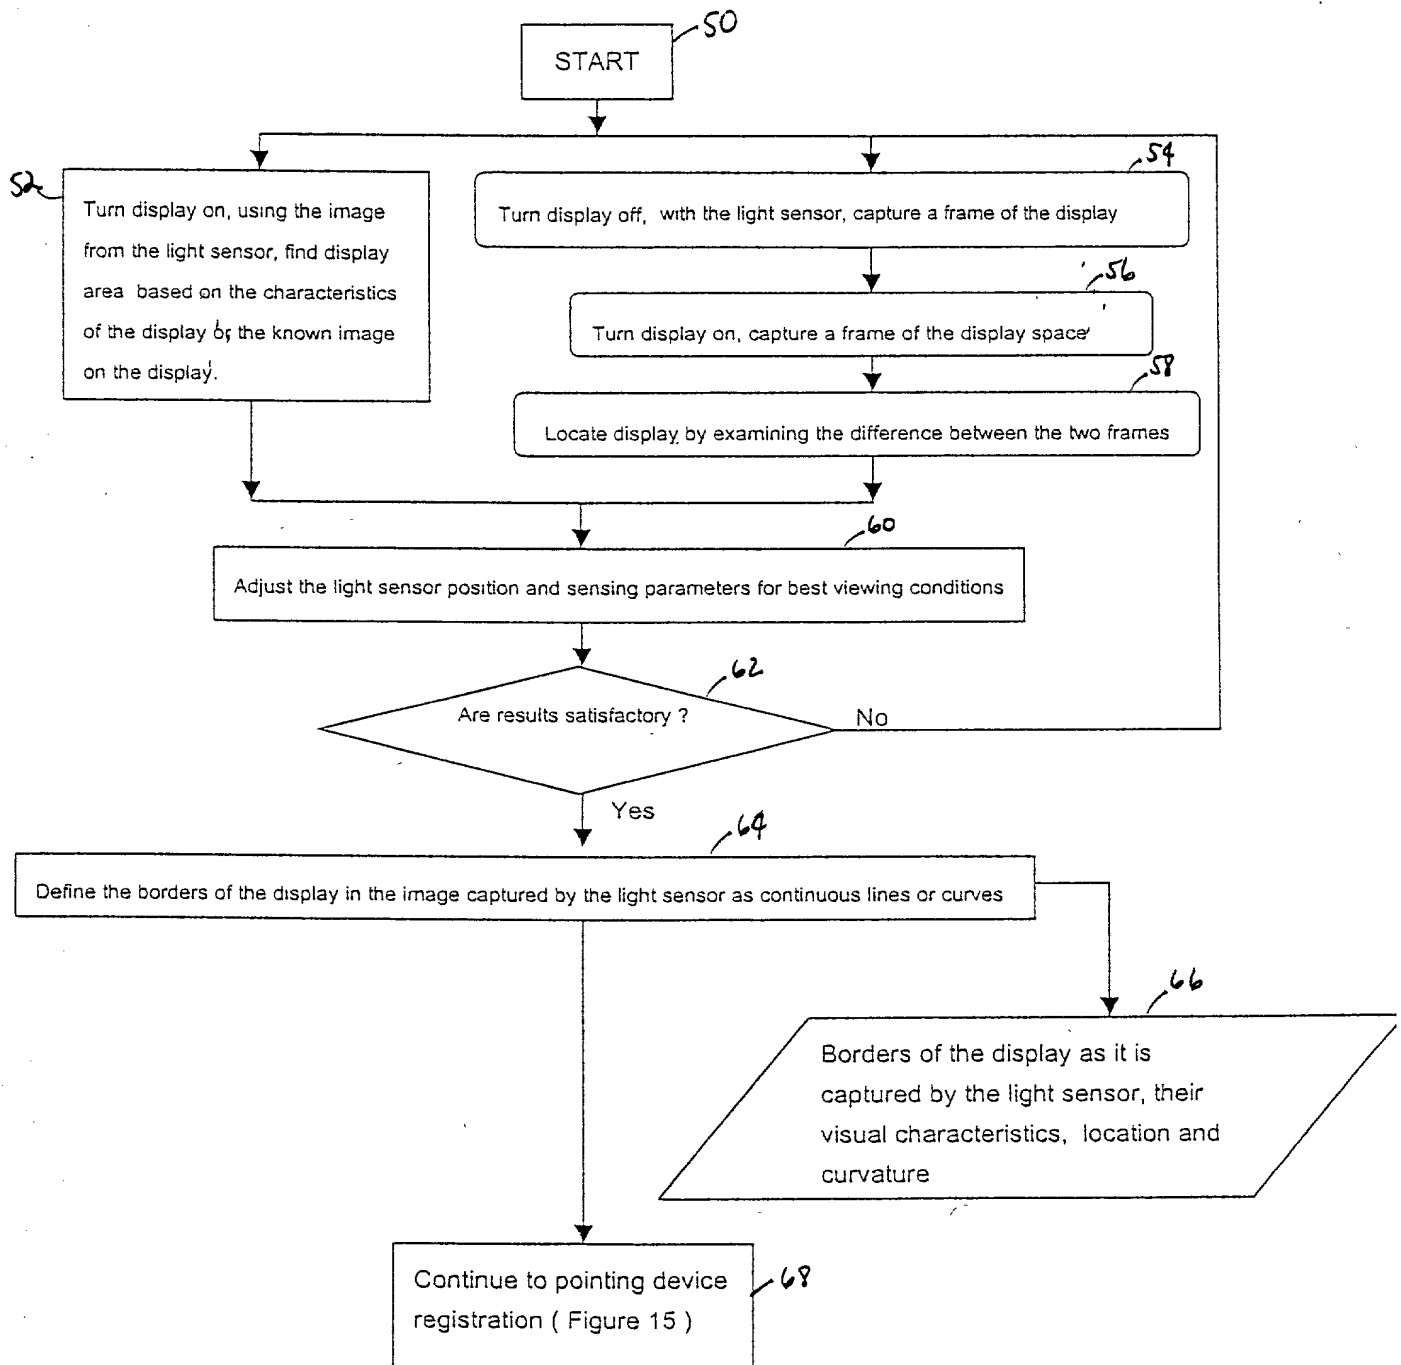 50
START
52
Turn display on, using the image
from the light sensor, find display
area based on the characteristics
of the display or the known image
on the display.
54
Turn display off, with the light sensor, capture a frame of the display
56
Turn display on, capture a frame of the display space
58
Locate display by examining the difference between the two frames
60
Adjust the light sensor position and sensing parameters for best viewing conditions
62
Are results satisfactory ?
No
Yes
64
Define the borders of the display in the image captured by the light sensor as continuous lines or curves
66
Borders of the display as it is
captured by the light sensor, their
visual characteristics, location and
curvature
68
Continue to pointing device
registration ( Figure 15 )